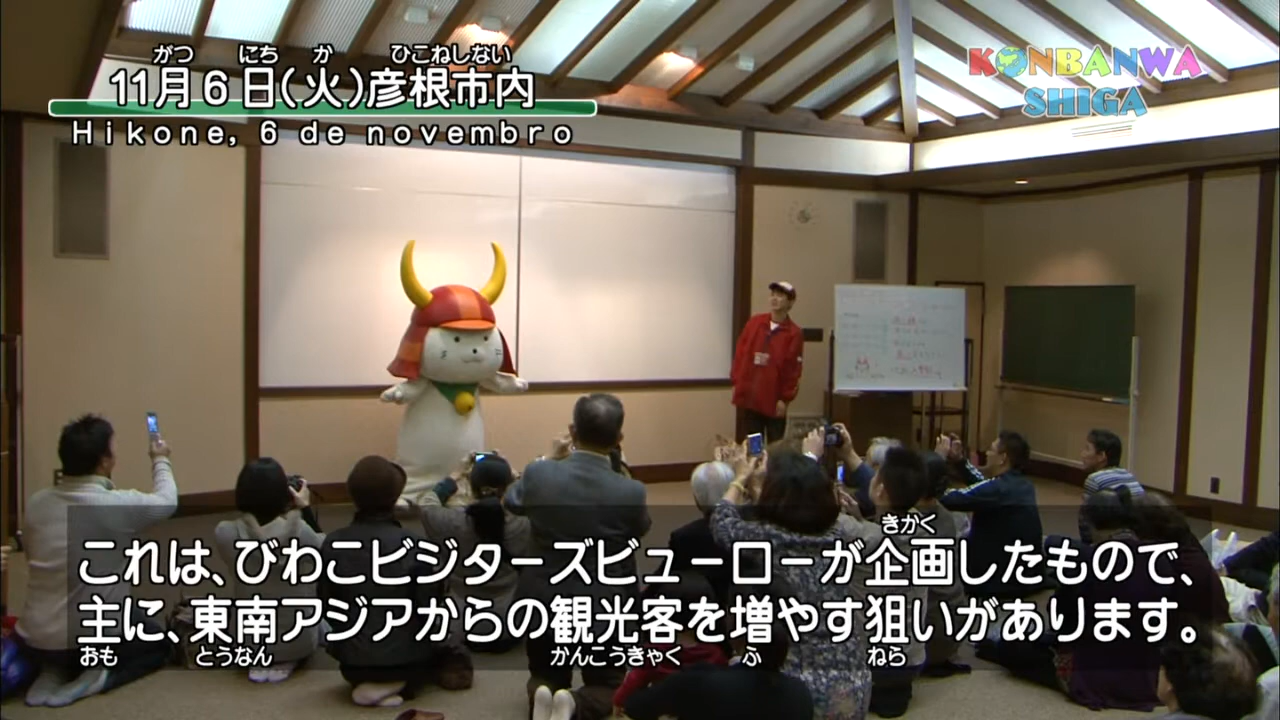 がつ にち か ひこねしない
11月6日(火)彦根市内
Hikone, 6 de novembro
KONBANWA
SHIGA
きかく
これは、びわこビジターズビューローが企画したもので、
主に、東南アジアからの観光客を増やす狙いがあります。
おも とうなん かんこうきゃく ふ ねら